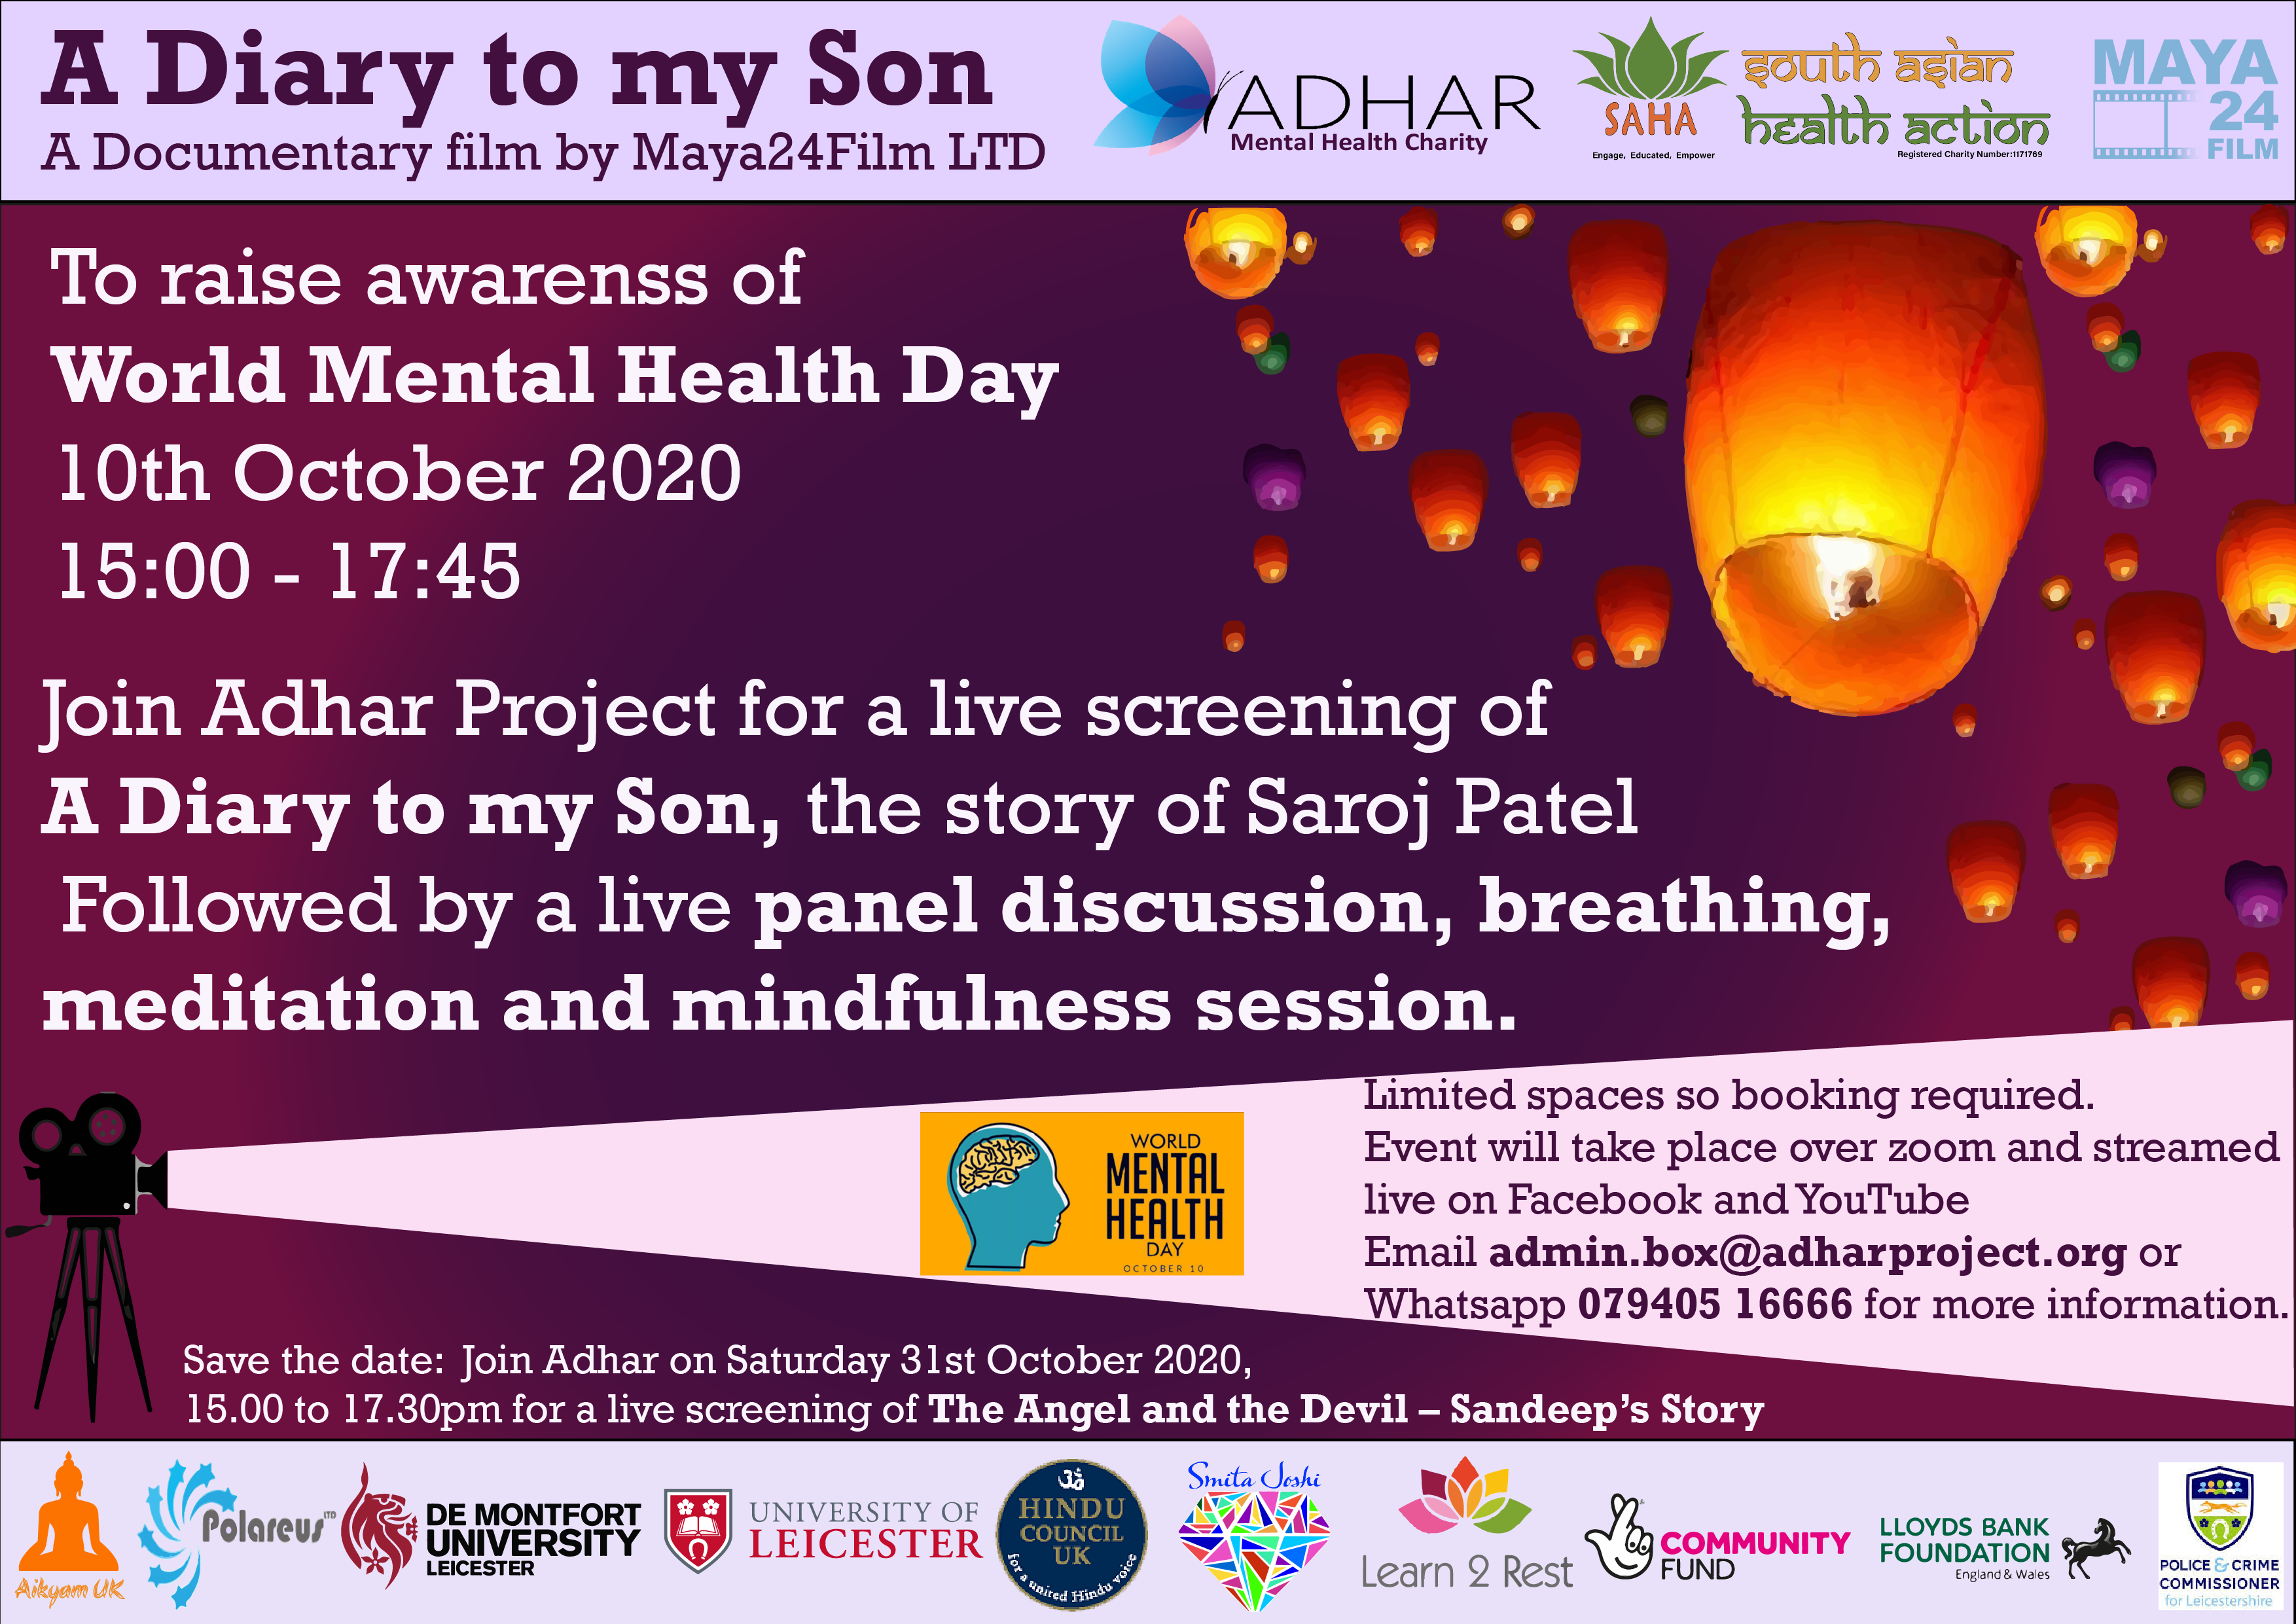 A Diary to my Son
A Documentary film by Maya24Film LTD
ADHAR
Mental Health Charity
SAHA
Engage, Educated, Empower
south asian
health action
Registered Charity Number:1171769
MAYA
24
FILM
To raise awarenss of
World Mental Health Day
10th October 2020
15:00 - 17:45
Join Adhar Project for a live screening of
A Diary to my Son, the story of Saroj Patel
Followed by a live panel discussion, breathing,
meditation and mindfulness session.
WORLD
MENTAL
HEALTH
DAY
OCTOBER 10
Limited spaces so booking required.
Event will take place over zoom and streamed
live on Facebook and YouTube
Email admin.box@adharproject.org or
Whatsapp 079405 16666 for more information.
Save the date: Join Adhar on Saturday 31st October 2020,
15.00 to 17.30pm for a live screening of The Angel and the Devil – Sandeep's Story
Aikyam UK
Polareus LTD
DE MONTFORT
UNIVERSITY
LEICESTER
UNIVERSITY OF
LEICESTER
ॐ
HINDU
COUNCIL
UK
for a united Hindu voice
Smita Joshi
Learn 2 Rest
COMMUNITY
FUND
LLOYDS BANK
FOUNDATION
England & Wales
POLICE & CRIME
COMMISSIONER
for Leicestershire